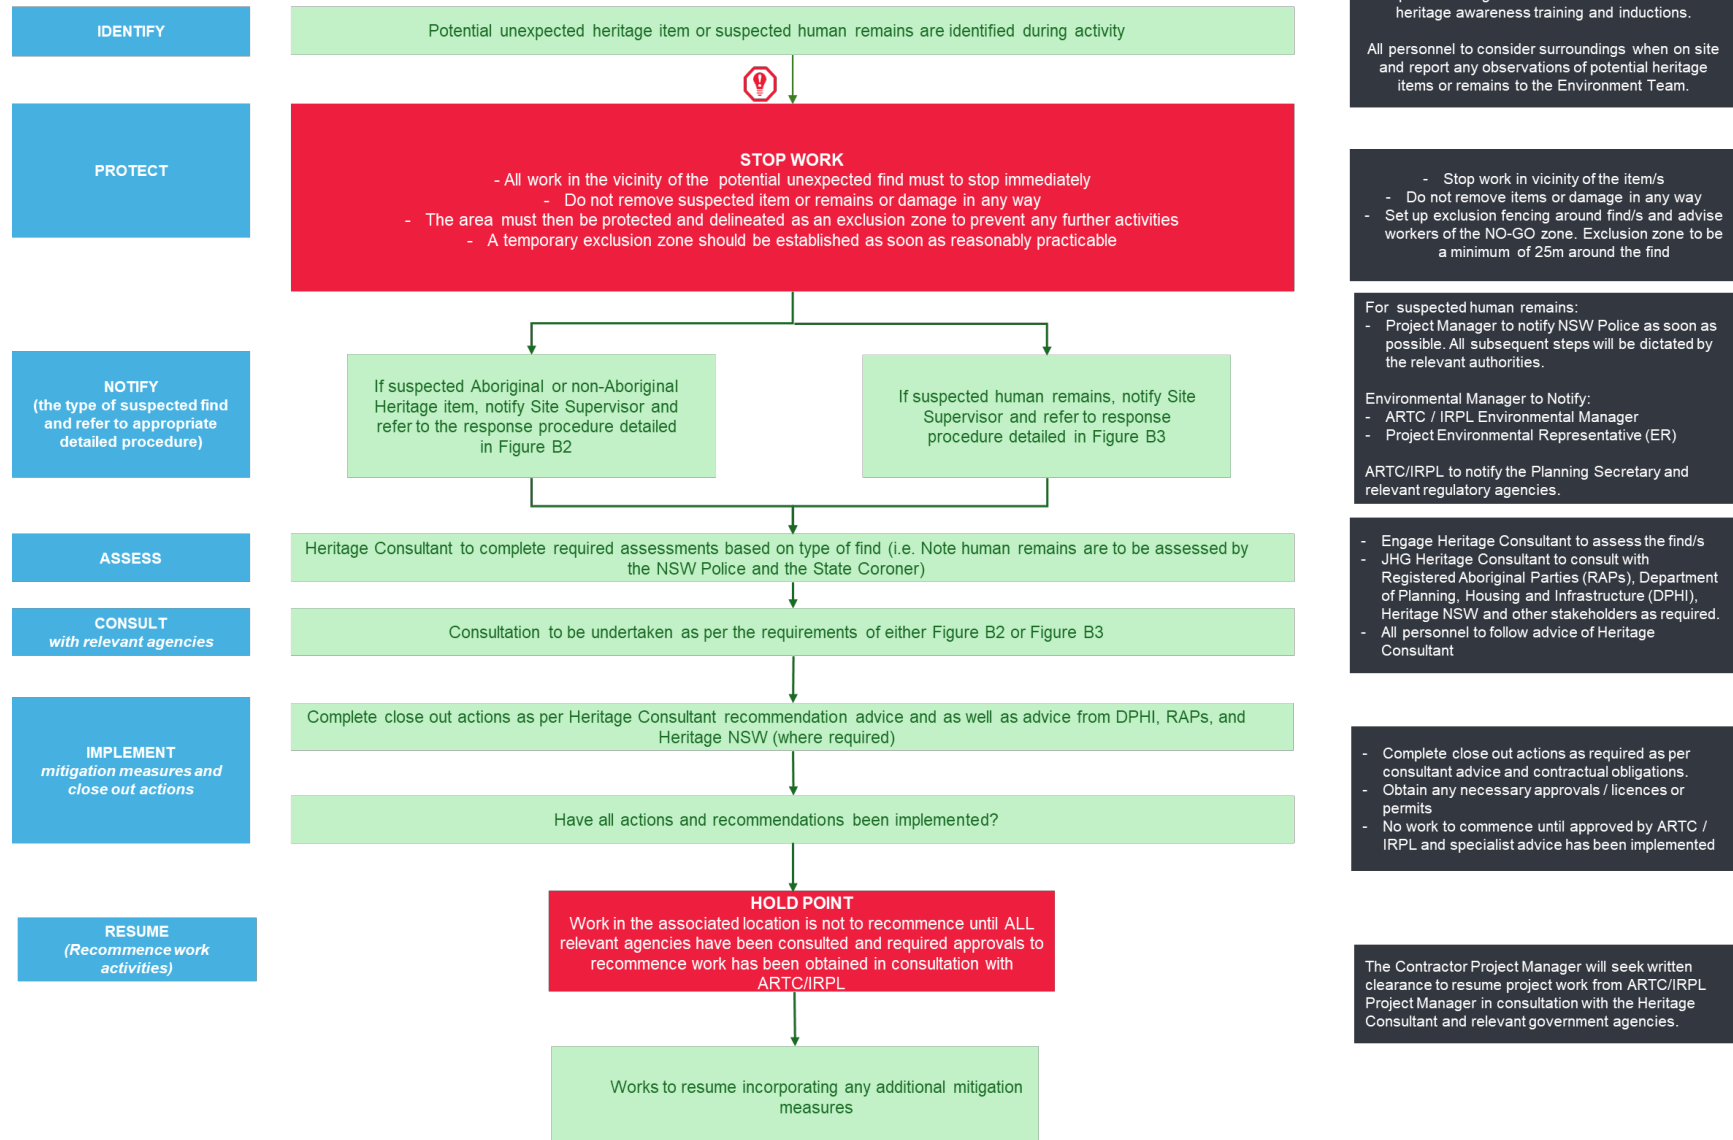 IDENTIFY
Potential unexpected heritage item or suspected human remains are identified during activity
heritage awareness training and inductions.
All personnel to consider surroundings when on site
and report any observations of potential heritage
items or remains to the Environment Team.
PROTECT
STOP WORK
- All work in the vicinity of the potential unexpected find must to stop immediately
- Do not remove suspected item or remains or damage in any way
- The area must then be protected and delineated as an exclusion zone to prevent any further activities
- A temporary exclusion zone should be established as soon as reasonably practicable
- Stop work in vicinity of the item/s
- Do not remove items or damage in any way
- Set up exclusion fencing around find/s and advise
workers of the NO-GO zone. Exclusion zone to be
a minimum of 25m around the find
NOTIFY
(the type of suspected find
and refer to appropriate
detailed procedure)
If suspected Aboriginal or non-Aboriginal
Heritage item, notify Site Supervisor and
refer to the response procedure detailed
in Figure B2
If suspected human remains, notify Site
Supervisor and refer to response
procedure detailed in Figure B3
For suspected human remains:
- Project Manager to notify NSW Police as soon as
possible. All subsequent steps will be dictated by
the relevant authorities.
Environmental Manager to Notify:
- ARTC / IRPL Environmental Manager
- Project Environmental Representative (ER)
ARTC/IRPL to notify the Planning Secretary and
relevant regulatory agencies.
ASSESS
Heritage Consultant to complete required assessments based on type of find (i.e. Note human remains are to be assessed by
the NSW Police and the State Coroner)
- Engage Heritage Consultant to assess the find/s
- JHG Heritage Consultant to consult with
Registered Aboriginal Parties (RAPs), Department
of Planning, Housing and Infrastructure (DPHI),
Heritage NSW and other stakeholders as required.
- All personnel to follow advice of Heritage
Consultant
CONSULT
with relevant agencies
Consultation to be undertaken as per the requirements of either Figure B2 or Figure B3
IMPLEMENT
mitigation measures and
close out actions
Complete close out actions as per Heritage Consultant recommendation advice and as well as advice from DPHI, RAPs, and
Heritage NSW (where required)
Have all actions and recommendations been implemented?
- Complete close out actions as required as per
consultant advice and contractual obligations.
- Obtain any necessary approvals / licences or
permits
- No work to commence until approved by ARTC /
IRPL and specialist advice has been implemented
RESUME
(Recommence work
activities)
HOLD POINT
Work in the associated location is not to recommence until ALL
relevant agencies have been consulted and required approvals to
recommence work has been obtained in consultation with
ARTC/IRPL
The Contractor Project Manager will seek written
clearance to resume project work from ARTC/IRPL
Project Manager in consultation with the Heritage
Consultant and relevant government agencies.
Works to resume incorporating any additional mitigation
measures